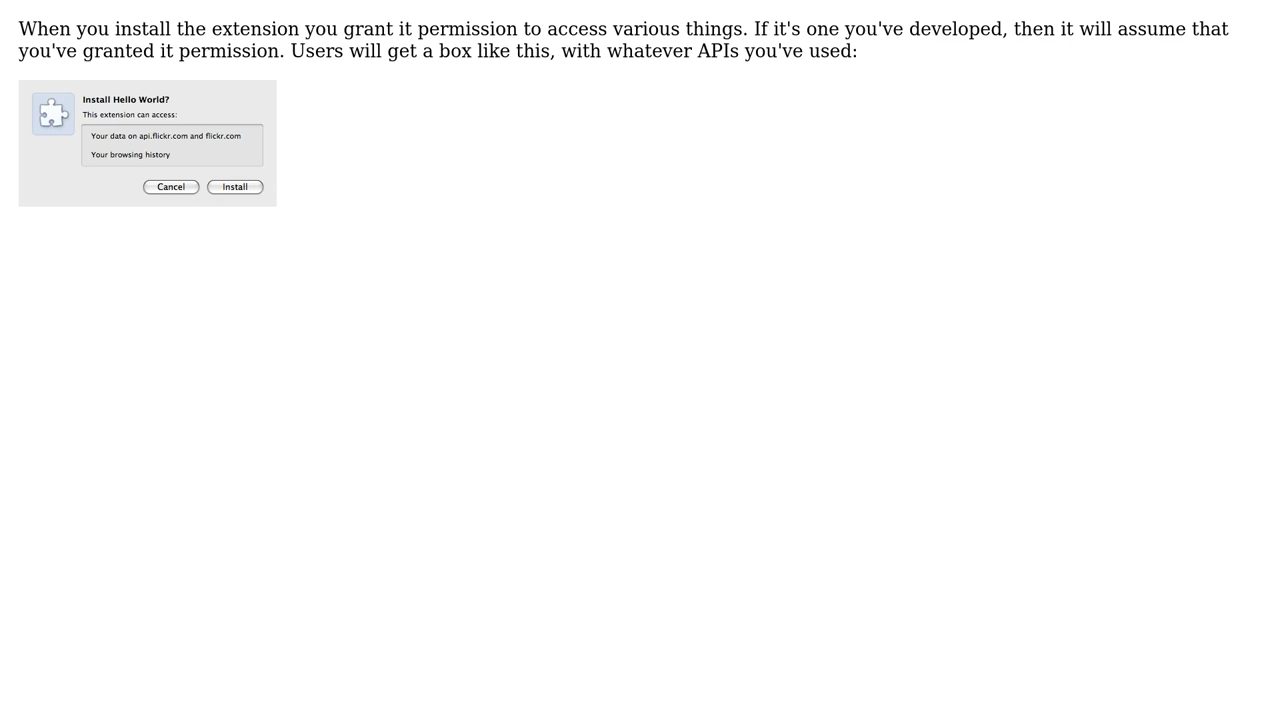 When you install the extension you grant it permission to access various things. If it's one you've developed, then it will assume that
you've granted it permission. Users will get a box like this, with whatever APIs you've used:
Install Hello World?
This extension can access:
Your data on api.flickr.com and flickr.com
Your browsing history
Cancel Install